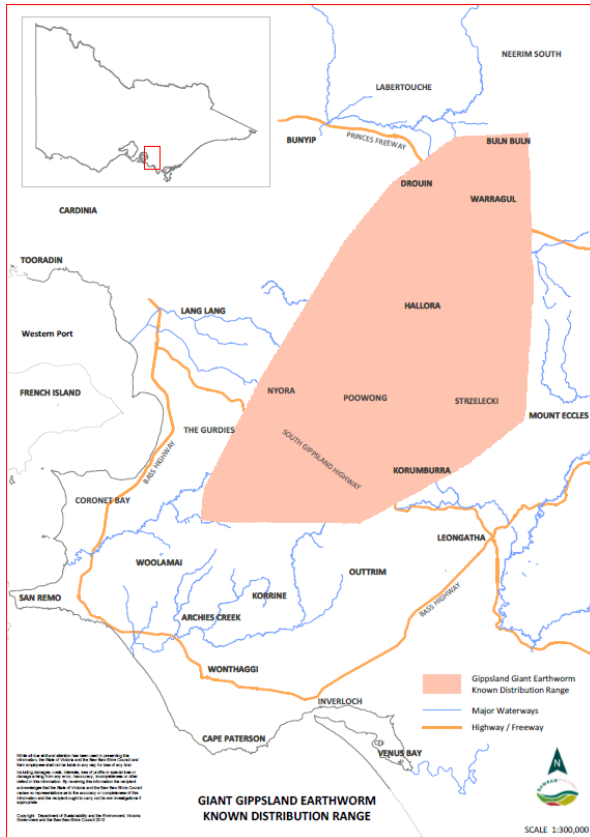 NEERIM SOUTH
LABERTOUCHE
BUNYIP
PRINCES FREEWAY
BULN BULN
DROUIN
WARRAGUL
CARDINIA
TOORADIN
LANG LANG
HALLORA
Western Port
FRENCH ISLAND
NYORA
POOWONG
STRZELECKI
MOUNT ECCLES
THE GURDIES
SOUTH GIPPSLAND HIGHWAY
BASS HIGHWAY
KORUMBURRA
CORONET BAY
LEONGATHA
WOOLAMAI
OUTTRIM
SAN REMO
KORRINE
BASS HIGHWAY
ARCHIES CREEK
WONTHAGGI
Gippsland Giant Earthworm
Known Distribution Range
INVERLOCH
Major Waterways
Highway / Freeway
CAPE PATERSON
VENUS BAY
GIANT GIPPSLAND EARTHWORM
KNOWN DISTRIBUTION RANGE
SCALE 1:300,000